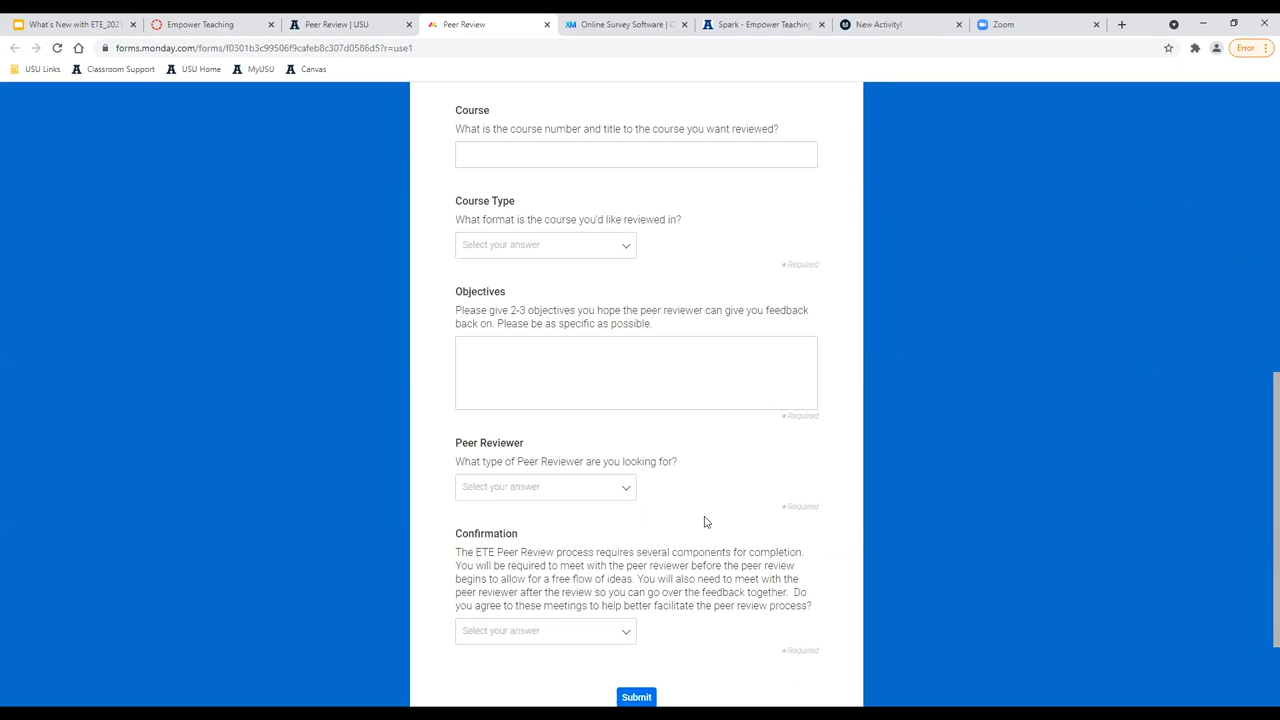 What's New with ETE_2021
Empower Teaching
Peer Review | USU
Peer Review
Online Survey Software | Q
Spark - Empower Teaching
New Activity!
Zoom
forms.monday.com/forms/f0301b3c99506f9cafeb8c307d0586d5?r=use1
Error
USU Links
Classroom Support
USU Home
MyUSU
Canvas
Course
What is the course number and title to the course you want reviewed?
Course Type
What format is the course you'd like reviewed in?
Select your answer
* Required
Objectives
Please give 2-3 objectives you hope the peer reviewer can give you feedback
back on. Please be as specific as possible.
* Required
Peer Reviewer
What type of Peer Reviewer are you looking for?
Select your answer
* Required
Confirmation
The ETE Peer Review process requires several components for completion.
You will be required to meet with the peer reviewer before the peer review
begins to allow for a free flow of ideas. You will also need to meet with the
peer reviewer after the review so you can go over the feedback together. Do
you agree to these meetings to help better facilitate the peer review process?
Select your answer
* Required
Submit